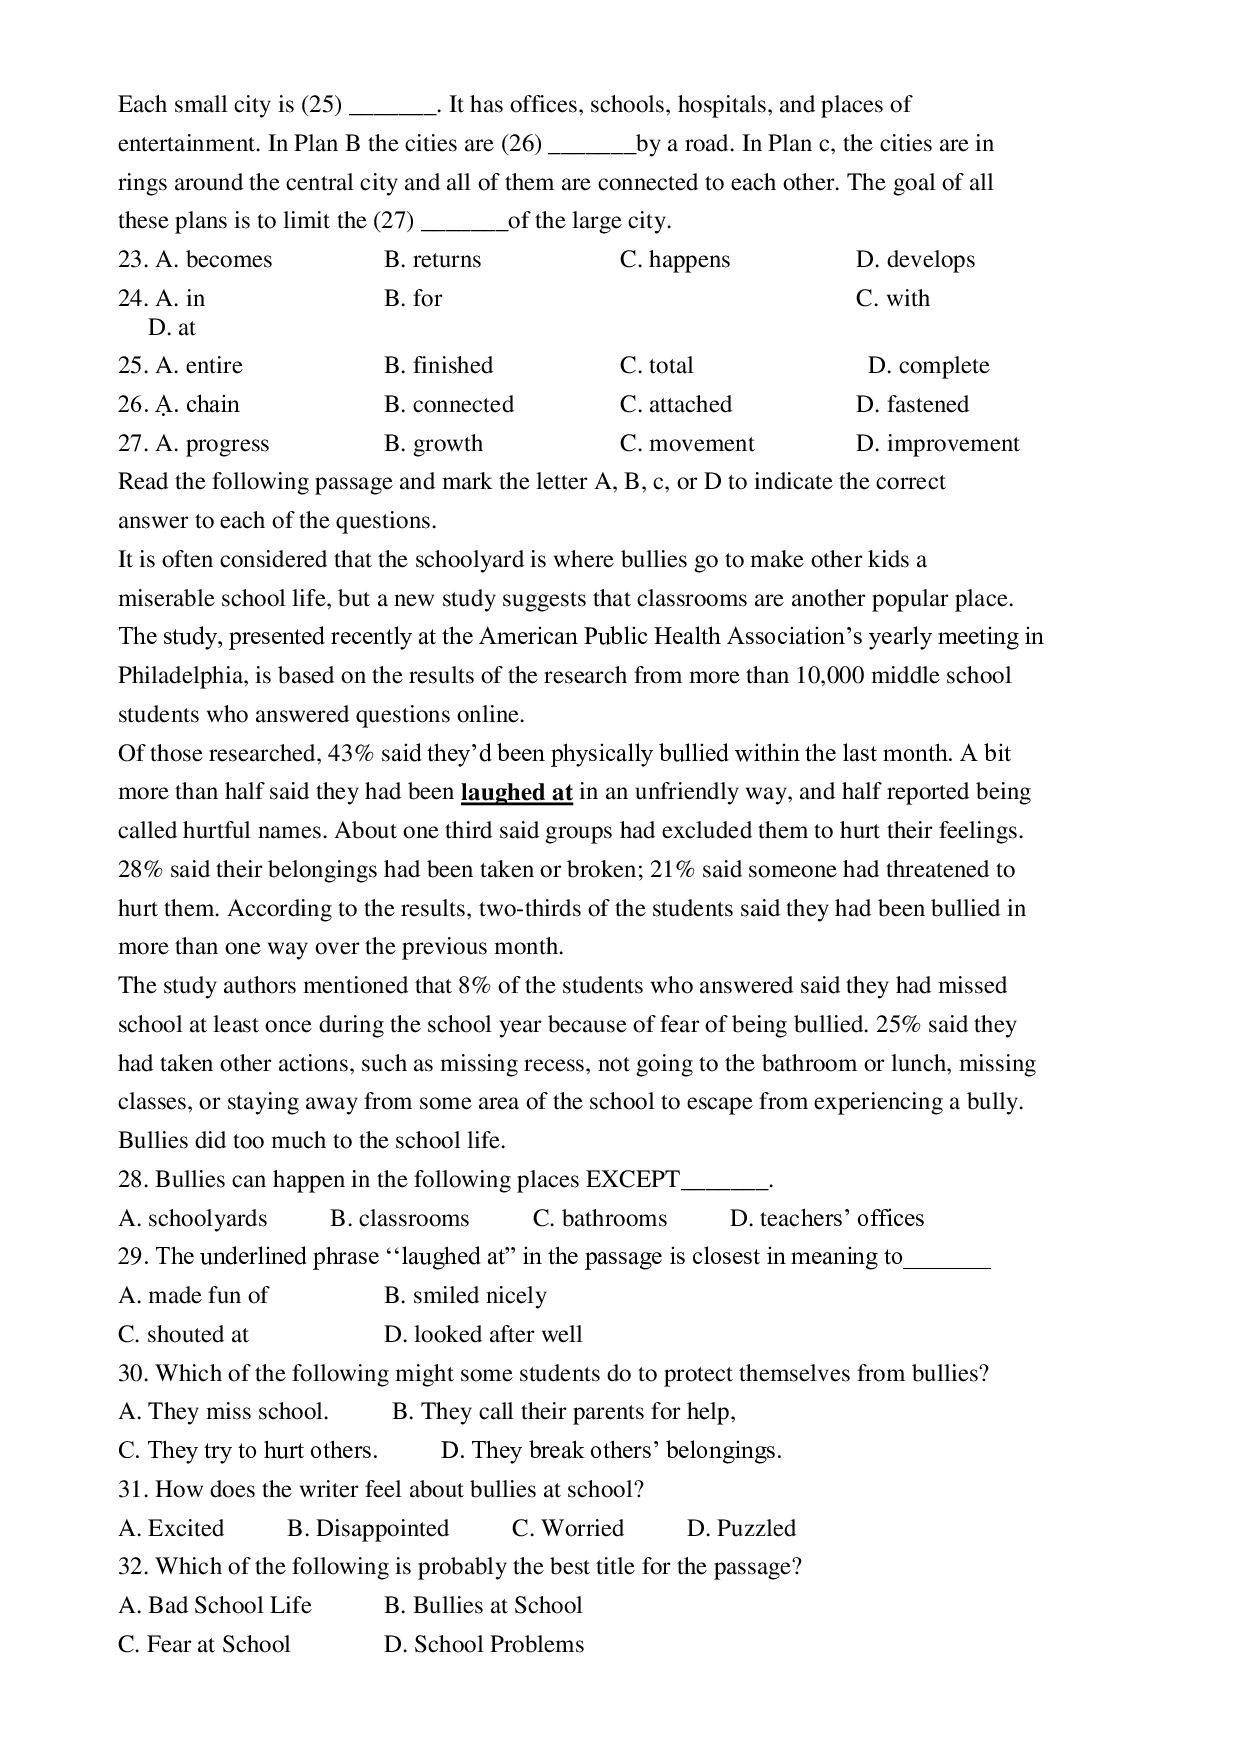 Each small city is (25) _______. It has offices, schools, hospitals, and places of
entertainment. In Plan B the cities are (26) _______by a road. In Plan c, the cities are in
rings around the central city and all of them are connected to each other. The goal of all
these plans is to limit the (27) _______of the large city.
23. A. becomes B. returns C. happens D. develops
24. A. in B. for C. with
D. at
25. A. entire B. finished C. total D. complete
26. Ạ. chain B. connected C. attached D. fastened
27. A. progress B. growth C. movement D. improvement
Read the following passage and mark the letter A, B, c, or D to indicate the correct
answer to each of the questions.
It is often considered that the schoolyard is where bullies go to make other kids a
miserable school life, but a new study suggests that classrooms are another popular place.
The study, presented recently at the American Public Health Association’s yearly meeting in
Philadelphia, is based on the results of the research from more than 10,000 middle school
students who answered questions online.
Of those researched, 43% said they’d been physically bullied within the last month. A bit
more than half said they had been laughed at in an unfriendly way, and half reported being
called hurtful names. About one third said groups had excluded them to hurt their feelings.
28% said their belongings had been taken or broken; 21% said someone had threatened to
hurt them. According to the results, two-thirds of the students said they had been bullied in
more than one way over the previous month.
The study authors mentioned that 8% of the students who answered said they had missed
school at least once during the school year because of fear of being bullied. 25% said they
had taken other actions, such as missing recess, not going to the bathroom or lunch, missing
classes, or staying away from some area of the school to escape from experiencing a bully.
Bullies did too much to the school life.
28. Bullies can happen in the following places EXCEPT_______.
A. schoolyards B. classrooms C. bathrooms D. teachers’ offices
29. The underlined phrase ‘‘laughed at” in the passage is closest in meaning to_______
A. made fun of B. smiled nicely
C. shouted at D. looked after well
30. Which of the following might some students do to protect themselves from bullies?
A. They miss school. B. They call their parents for help,
C. They try to hurt others. D. They break others’ belongings.
31. How does the writer feel about bullies at school?
A. Excited B. Disappointed C. Worried D. Puzzled
32. Which of the following is probably the best title for the passage?
A. Bad School Life B. Bullies at School
C. Fear at School D. School Problems